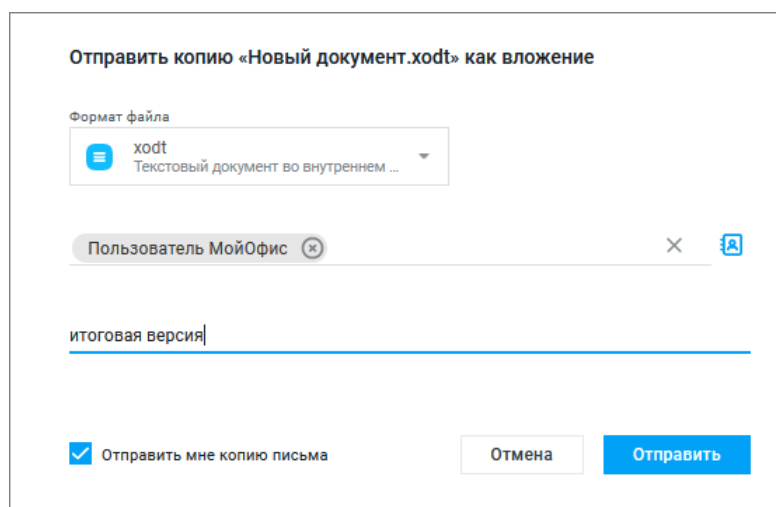 Отправить копию «Новый документ.xodt» как вложение
Формат файла
xodt
Текстовый документ во внутреннем ...
Пользователь МойОфис
итоговая версия
Отправить мне копию письма
Отмена
Отправить